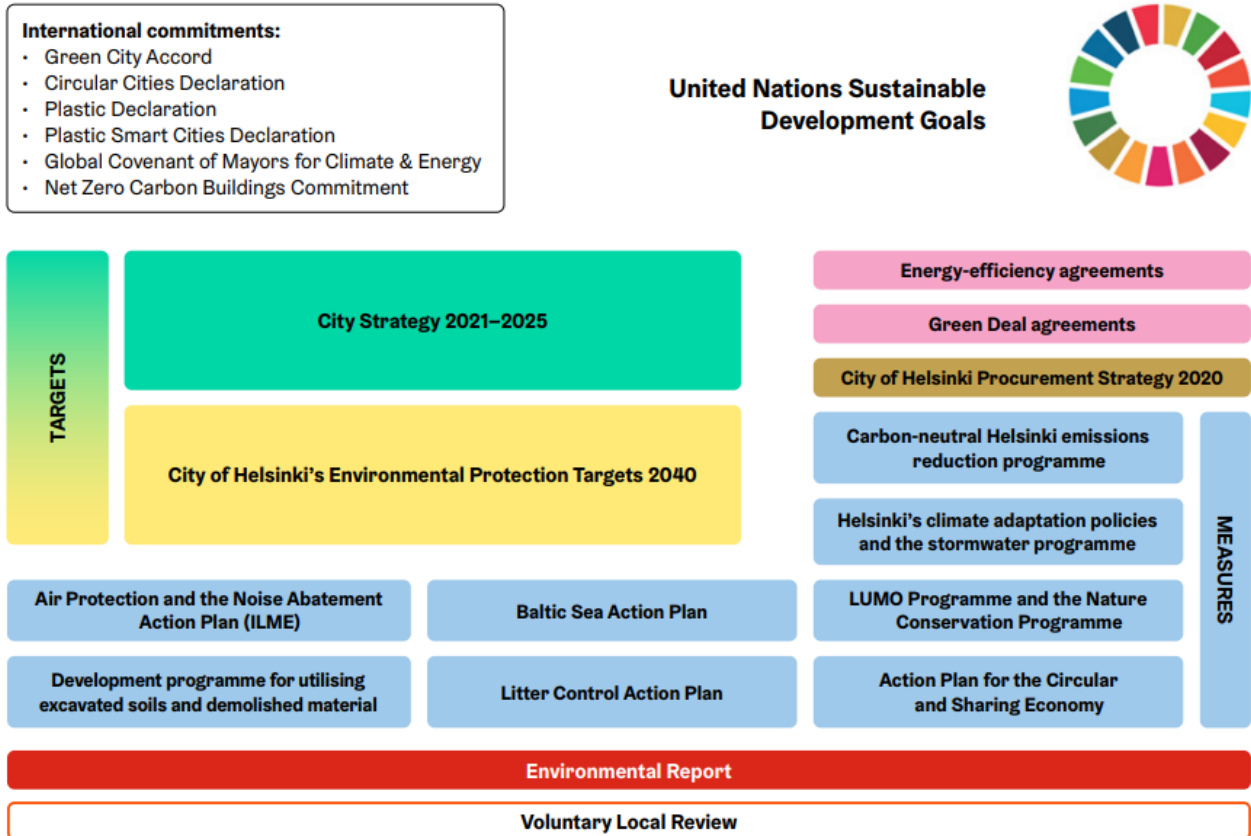 International commitments:
· Green City Accord
· Circular Cities Declaration
· Plastic Declaration
· Plastic Smart Cities Declaration
· Global Covenant of Mayors for Climate & Energy
· Net Zero Carbon Buildings Commitment
United Nations Sustainable
Development Goals
TARGETS
City Strategy 2021–2025
City of Helsinki's Environmental Protection Targets 2040
Energy-efficiency agreements
Green Deal agreements
City of Helsinki Procurement Strategy 2020
Carbon-neutral Helsinki emissions
reduction programme
Helsinki's climate adaptation policies
and the stormwater programme
MEASURES
Air Protection and the Noise Abatement
Action Plan (ILME)
Baltic Sea Action Plan
LUMO Programme and the Nature
Conservation Programme
Development programme for utilising
excavated soils and demolished material
Litter Control Action Plan
Action Plan for the Circular
and Sharing Economy
Environmental Report
Voluntary Local Review